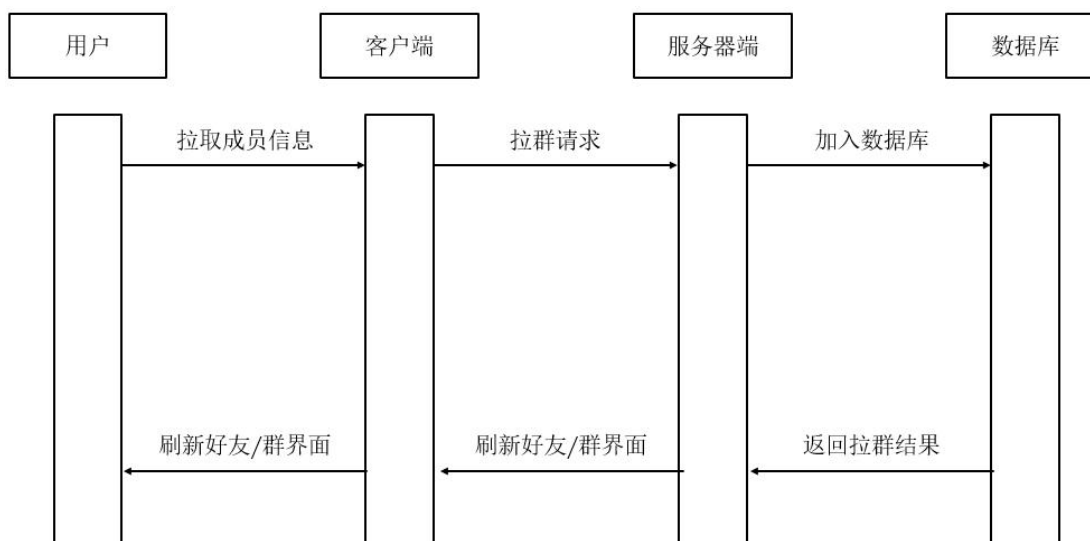 用户
客户端
服务器端
数据库
拉取成员信息
拉群请求
加入数据库
刷新好友/群界面
刷新好友/群界面
返回拉群结果